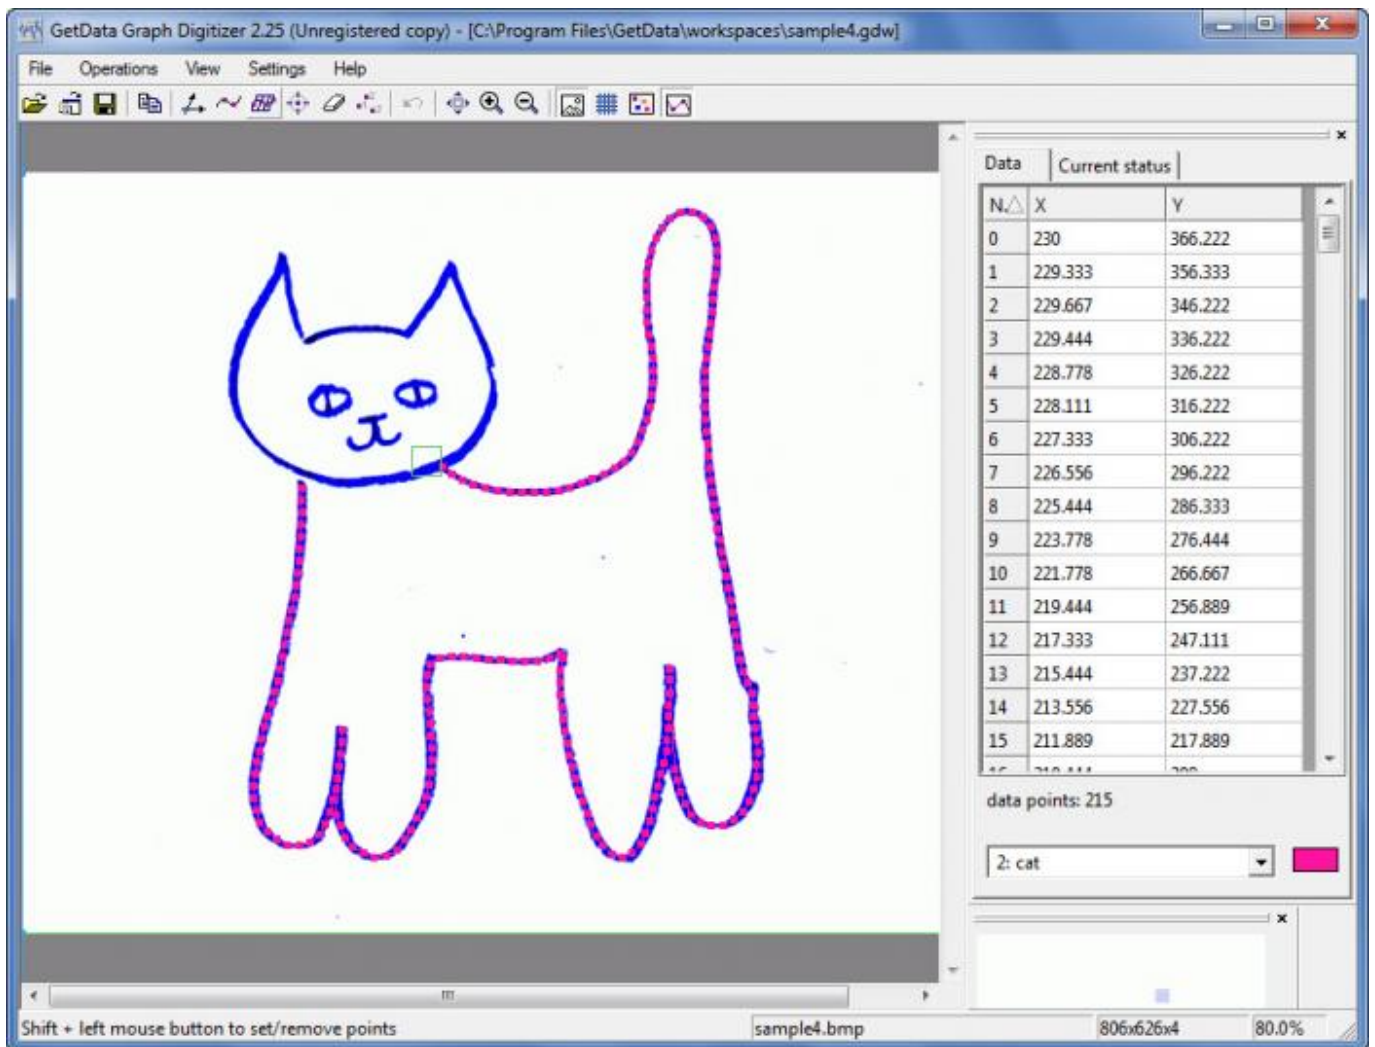 GetData Graph Digitizer 2.25 (Unregistered copy) - [C:\Program Files\GetData\workspaces\sample4.gdw]
File Operations View Settings Help
Data Current status
N. X Y
0 230 366.222
1 229.333 356.333
2 229.667 346.222
3 229.444 336.222
4 228.778 326.222
5 228.111 316.222
6 227.333 306.222
7 226.556 296.222
8 225.444 286.333
9 223.778 276.444
10 221.778 266.667
11 219.444 256.889
12 217.333 247.111
13 215.444 237.222
14 213.556 227.556
15 211.889 217.889
data points: 215
2: cat
Shift + left mouse button to set/remove points sample4.bmp 806x626x4 80.0%